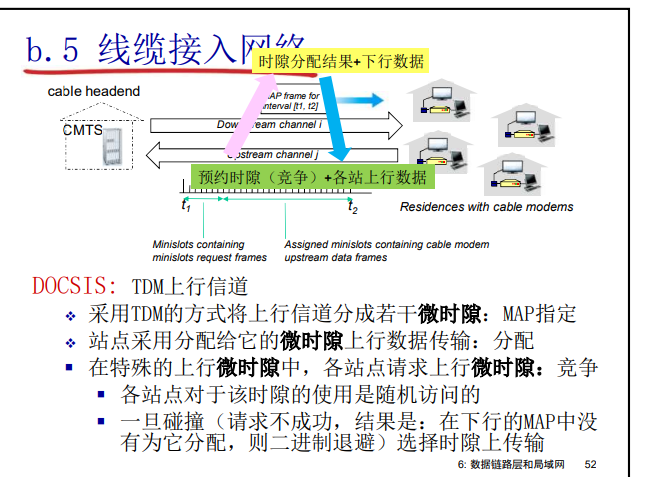 b.5 线缆接入网络
时隙分配结果+下行数据
cable headend
MAP frame for
Interval [t1, t2]
CMTS
Downstream channel i
Upstream channel j
预约时隙（竞争）+各站上行数据
t1
t2
Residences with cable modems
Minislots containing
minislots request frames
Assigned minislots containing cable modem
upstream data frames
DOCSIS: TDM上行信道
采用TDM的方式将上行信道分成若干微时隙：MAP指定
站点采用分配给它的微时隙上行数据传输：分配
在特殊的上行微时隙中，各站点请求上行微时隙：竞争
各站点对于该时隙的使用是随机访问的
一旦碰撞（请求不成功，结果是：在下行的MAP中没
有为它分配，则二进制退避）选择时隙上传输
6: 数据链路层和局域网 52